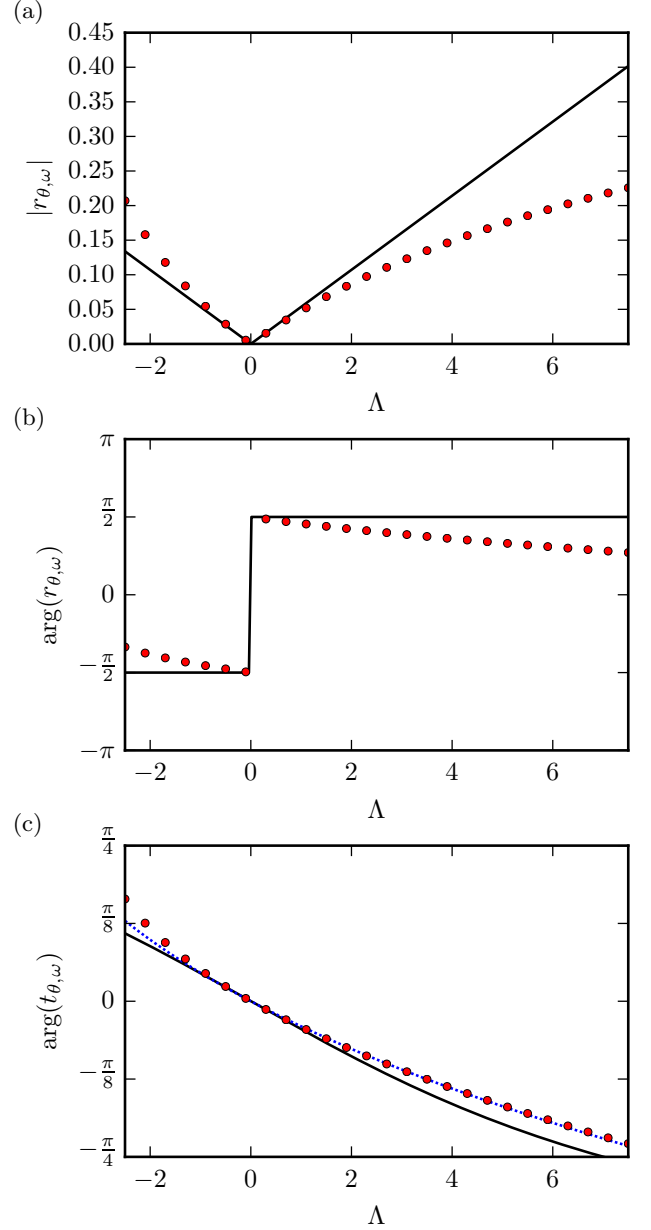 (a)
0.45
0.40
0.35
0.30
0.25
0.20
0.15
0.10
0.05
0.00
|r_{θ,ω}|
−2 0 2 4 6
Λ
(b)
π
π/2
0
−π/2
−π
arg(r_{θ,ω})
−2 0 2 4 6
Λ
(c)
π/4
π/8
0
−π/8
−π/4
arg(t_{θ,ω})
−2 0 2 4 6
Λ